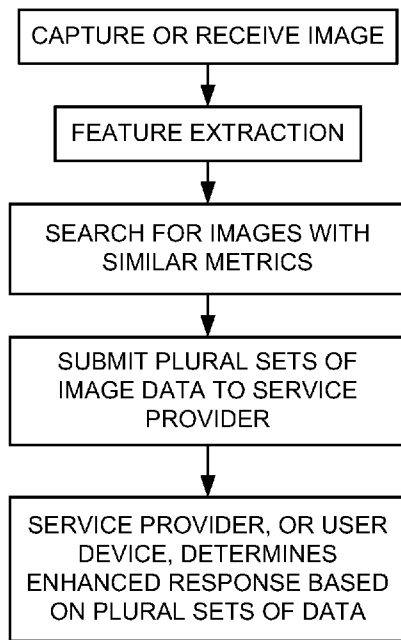 CAPTURE OR RECEIVE IMAGE
FEATURE EXTRACTION
SEARCH FOR IMAGES WITH
SIMILAR METRICS
SUBMIT PLURAL SETS OF
IMAGE DATA TO SERVICE
PROVIDER
SERVICE PROVIDER, OR USER
DEVICE, DETERMINES
ENHANCED RESPONSE BASED
ON PLURAL SETS OF DATA